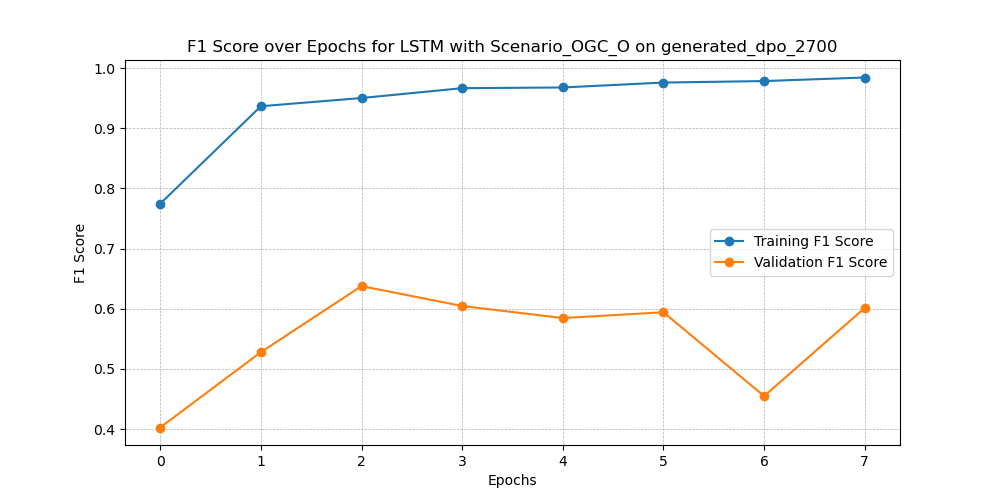 F1 Score over Epochs for LSTM with Scenario_OGC_O on generated_dpo_2700
1.0
0.9
0.8
0.7
0.6
0.5
0.4
F1 Score
Training F1 Score
Validation F1 Score
0 1 2 3 4 5 6 7
Epochs